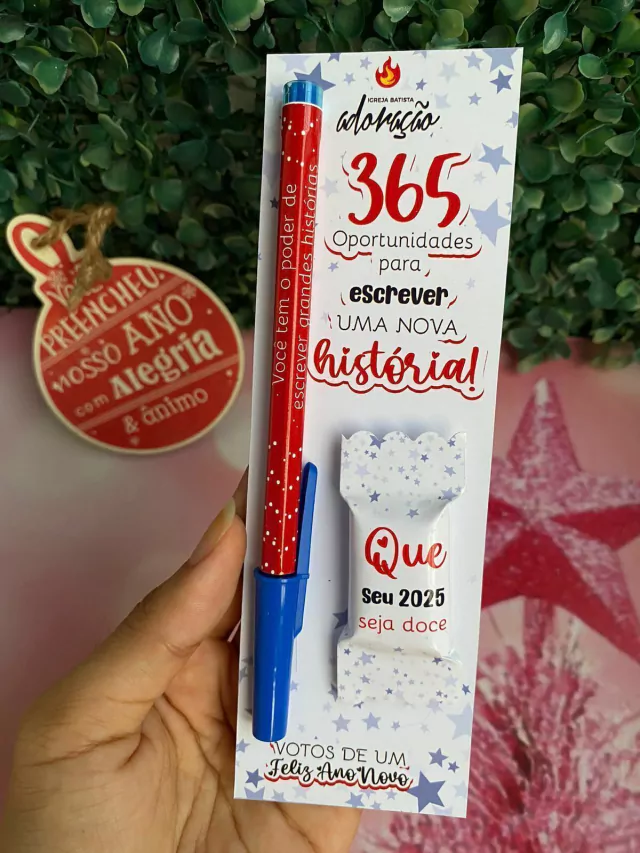 IGREJA BATISTA
adoração
365
Oportunidades
para
escrever
UMA NOVA
história!
Você tem o poder de
escrever grandes histórias
Que
seu 2025
seja doce
VOTOS DE UM
Feliz Ano Novo
PREENCHEU
NOSSO ANO
com Alegria
& ânimo